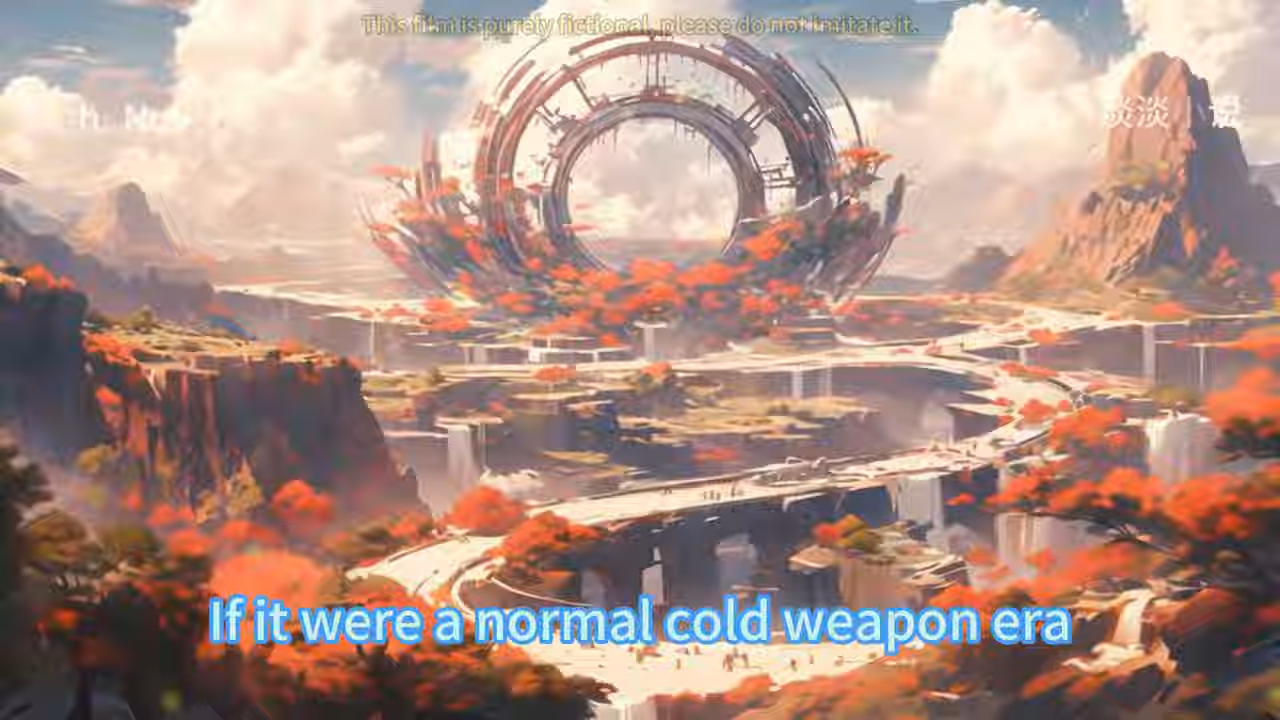 This film is purely fictional, please do not imitate it.
If it were a normal cold weapon era